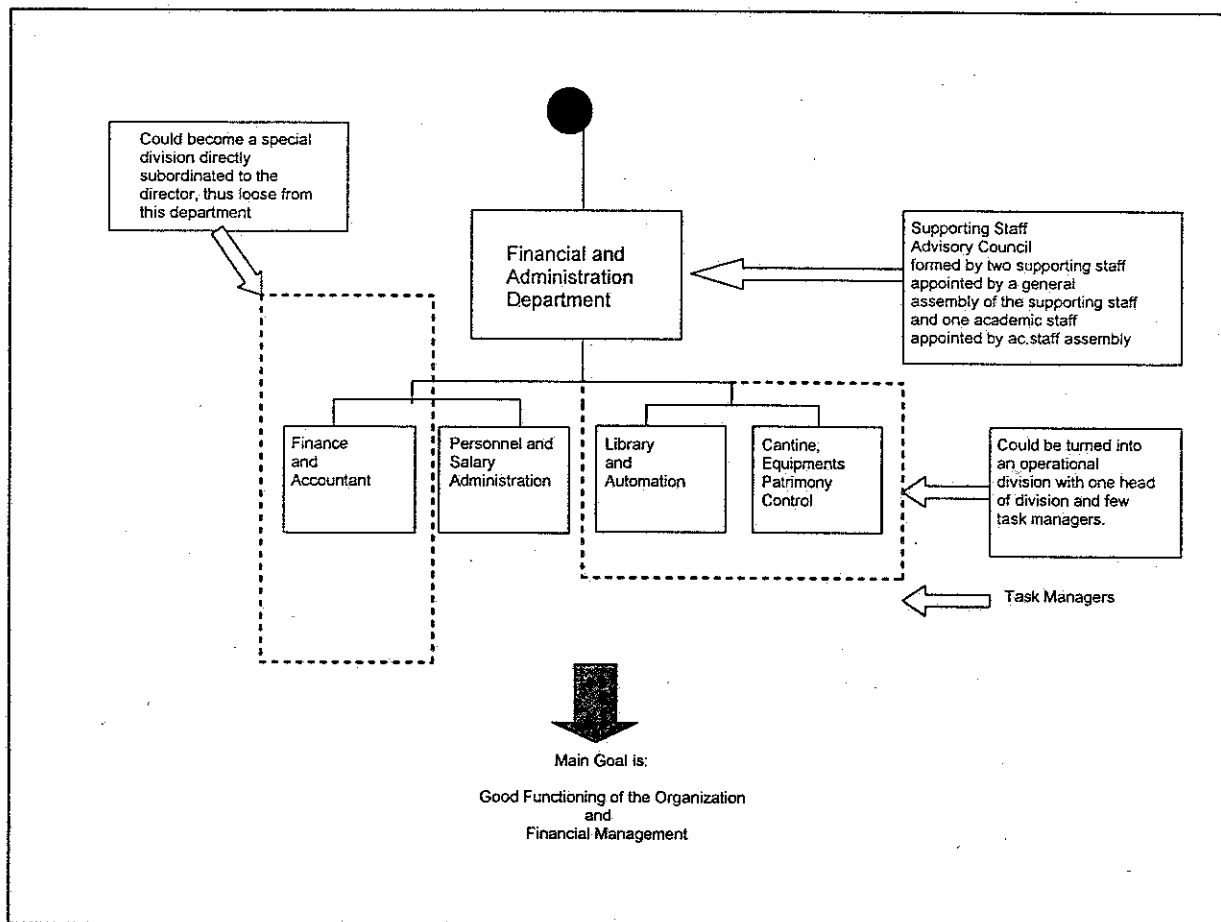 Could become a special
division directly
subordinated to the
director, thus loose from
this department
Financial and
Administration
Department
Supporting Staff
Advisory Council
formed by two supporting staff
appointed by a general
assembly of the supporting staff
and one academic staff
appointed by ac.staff assembly
Finance
and
Accountant
Personnel and
Salary
Administration
Library
and
Automation
Cantine,
Equipments
Patrimony
Control
Could be turned into
an operational
division with one head
of division and few
task managers.
Task Managers
Main Goal is:
Good Functioning of the Organization
and
Financial Management